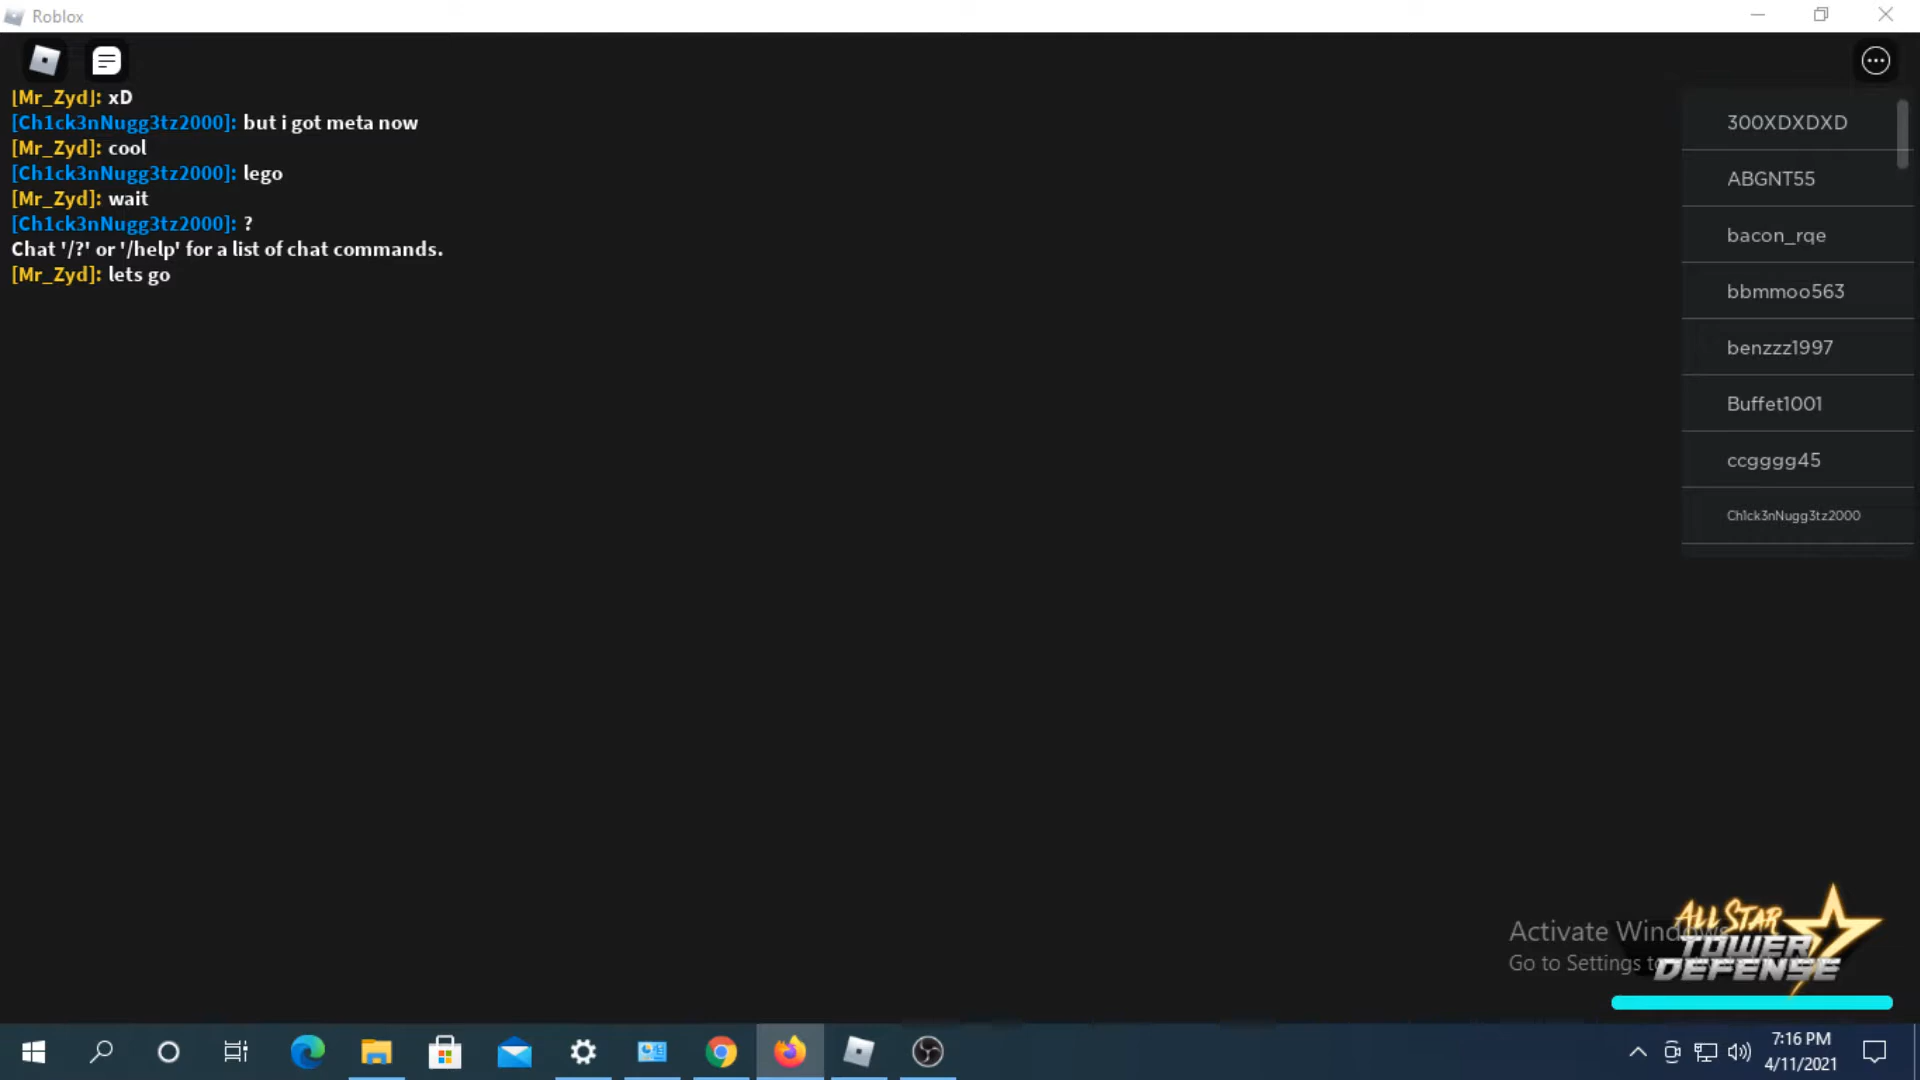 Roblox
[Mr_Zyd]: xD
[Ch1ck3nNugg3tz2000]: but i got meta now
[Mr_Zyd]: cool
[Ch1ck3nNugg3tz2000]: lego
[Mr_Zyd]: wait
[Ch1ck3nNugg3tz2000]: ?
Chat '/?' or '/help' for a list of chat commands.
[Mr_Zyd]: lets go
300XDXDXD
ABGNT55
bacon_rqe
bbmmoo563
benzzz1997
Buffet1001
ccgggg45
Ch1ck3nNugg3tz2000
Activate Windows
Go to Settings
ALL STAR
TOWER
DEFENSE
7:16 PM
4/11/2021